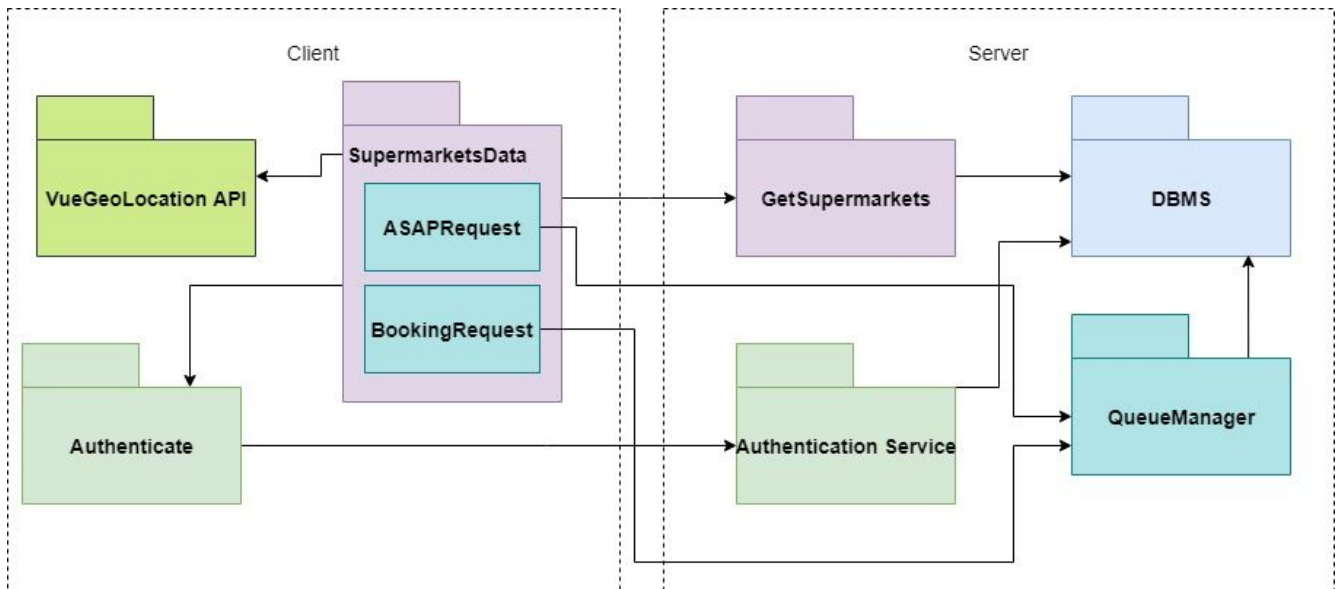 Client
Server
VueGeoLocation API
SupermarketsData
ASAPRequest
BookingRequest
Authenticate
GetSupermarkets
DBMS
Authentication Service
QueueManager